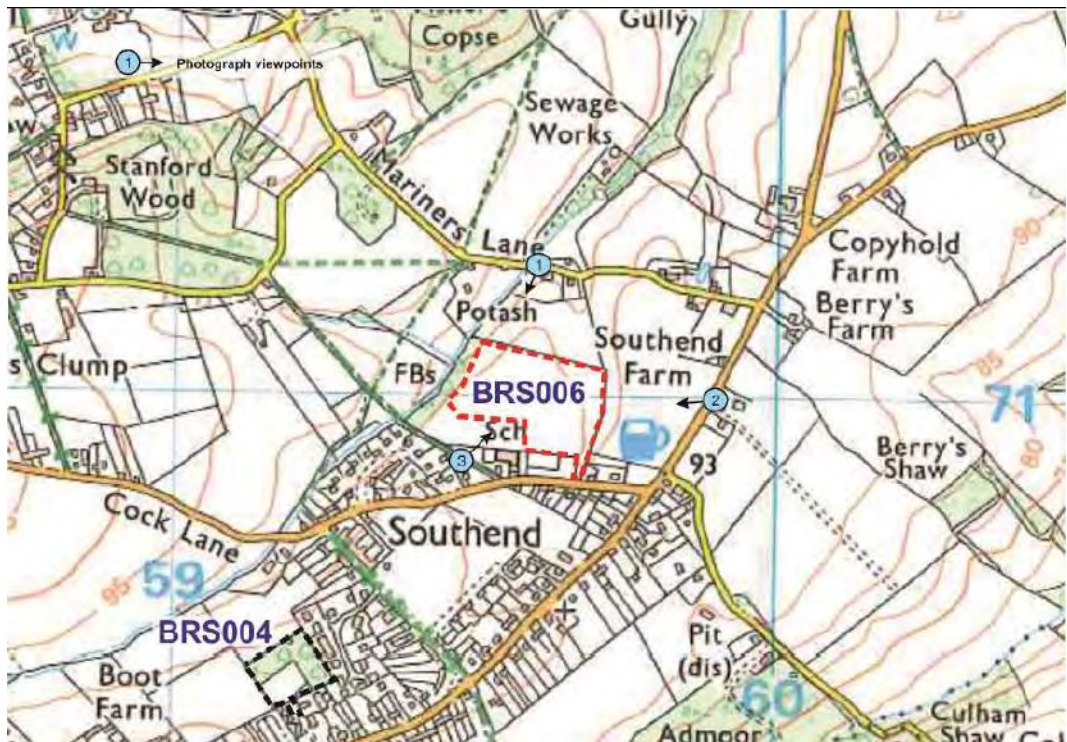 Copse
Gully
1
Photograph viewpoints
Sewage
Works
W
Stanford
Wood
Mariners
Lane
90
Copyhold
Farm
1
Potash
Berry's
Farm
85
s Clump
Southend
Farm
FBs
BRS006
2
71
80
Sch
3
93
Berry's
Shaw
Cock Lane
Southend
59
95
BRS004
Pit
(dis)
Boot
Farm
60
Culham
Shaw
Admoor